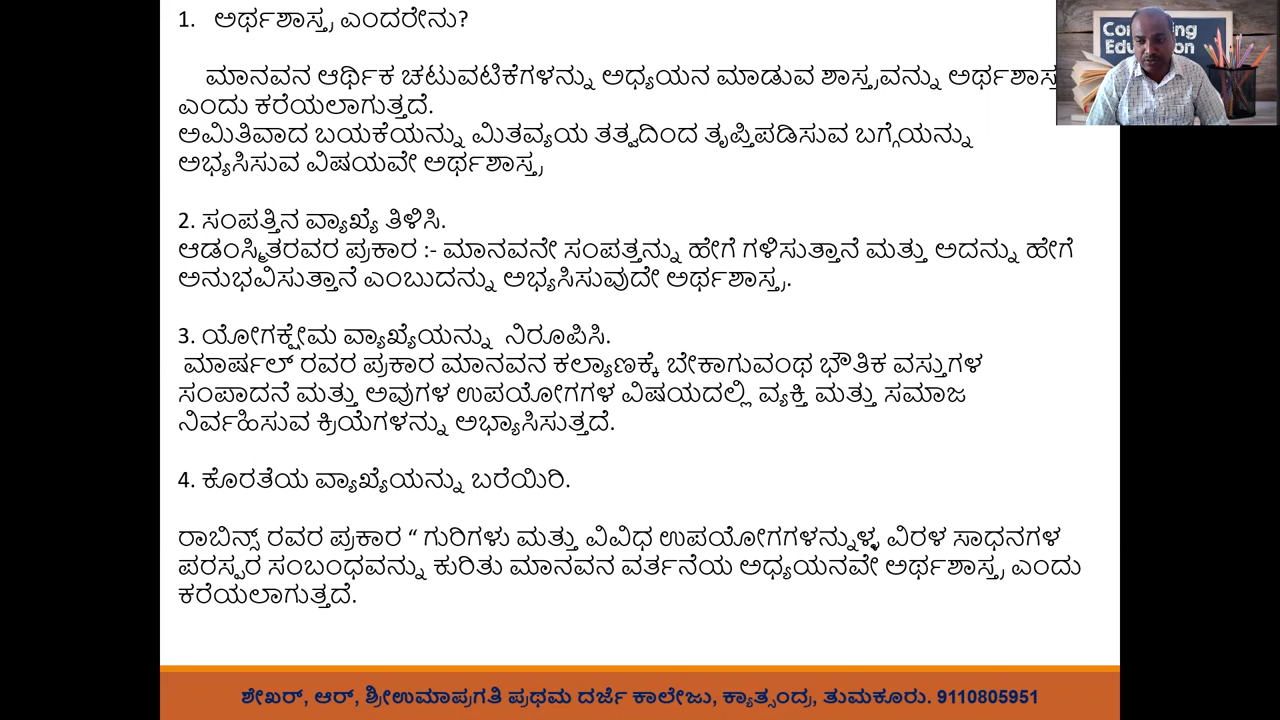 1. ಅರ್ಥಶಾಸ್ತ್ರ ಎಂದರೇನು?
ಮಾನವನ ಆರ್ಥಿಕ ಚಟುವಟಿಕೆಗಳನ್ನು ಅಧ್ಯಯನ ಮಾಡುವ ಶಾಸ್ತ್ರವನ್ನು
ಎಂದು ಕರೆಯಲಾಗುತ್ತದೆ.
ಅಮಿತಿವಾದ ಬಯಕೆಯನ್ನು ಮಿತವ್ಯಯ ತತ್ವದಿಂದ ತೃಪ್ತಿಪಡಿಸುವ ಬಗ್ಗೆಯನ್ನು
ಅಭ್ಯಸಿಸುವ ವಿಷಯವೇ ಅರ್ಥಶಾಸ್ತ್ರ
2. ಸಂಪತ್ತಿನ ವ್ಯಾಖ್ಯೆ ತಿಳಿಸಿ.
ಆಡಂಸ್ಮಿತರವರ ಪ್ರಕಾರ :- ಮಾನವನೇ ಸಂಪತ್ತನ್ನು ಹೇಗೆ ಗಳಿಸುತ್ತಾನೆ ಮತ್ತು ಅದನ್ನು ಹೇಗೆ
ಅನುಭವಿಸುತ್ತಾನೆ ಎಂಬುದನ್ನು ಅಭ್ಯಸಿಸುವುದೇ ಅರ್ಥಶಾಸ್ತ್ರ.
3. ಯೋಗಕ್ಷೇಮ ವ್ಯಾಖ್ಯೆಯನ್ನು ನಿರೂಪಿಸಿ.
ಮಾರ್ಷಲ್ ರವರ ಪ್ರಕಾರ ಮಾನವನ ಕಲ್ಯಾಣಕ್ಕೆ ಬೇಕಾಗುವಂಥ ಭೌತಿಕ ವಸ್ತುಗಳ
ಸಂಪಾದನೆ ಮತ್ತು ಅವುಗಳ ಉಪಯೋಗಗಳ ವಿಷಯದಲ್ಲಿ ವ್ಯಕ್ತಿ ಮತ್ತು ಸಮಾಜ
ನಿರ್ವಹಿಸುವ ಕ್ರಿಯೆಗಳನ್ನು ಅಭ್ಯಾಸಿಸುತ್ತದೆ.
4. ಕೊರತೆಯ ವ್ಯಾಖ್ಯೆಯನ್ನು ಬರೆಯಿರಿ.
ರಾಬಿನ್ಸ್ ರವರ ಪ್ರಕಾರ “ ಗುರಿಗಳು ಮತ್ತು ವಿವಿಧ ಉಪಯೋಗಗಳನ್ನುಳ್ಳ ವಿರಳ ಸಾಧನಗಳ
ಪರಸ್ಪರ ಸಂಬಂಧವನ್ನು ಕುರಿತು ಮಾನವನ ವರ್ತನೆಯ ಅಧ್ಯಯನವೇ ಅರ್ಥಶಾಸ್ತ್ರ ಎಂದು
ಕರೆಯಲಾಗುತ್ತದೆ.
ಶೇಖರ್, ಆರ್, ಶ್ರೀಉಮಾಪ್ರಗತಿ ಪ್ರಥಮ ದರ್ಜೆ ಕಾಲೇಜು, ಕ್ಯಾತ್ಸಂದ್ರ, ತುಮಕೂರು. 9110805951